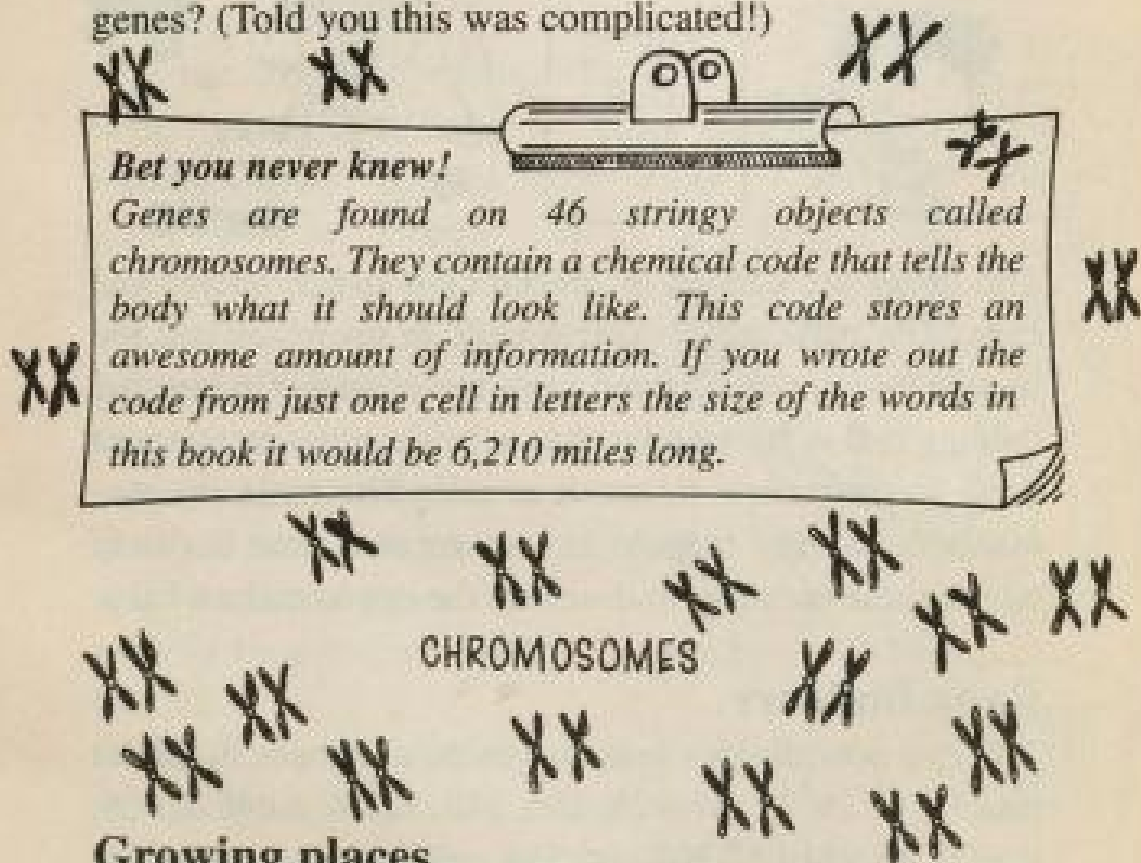 genes? (Told you this was complicated!)
Bet you never knew!
Genes are found on 46 stringy objects called
chromosomes. They contain a chemical code that tells the
body what it should look like. This code stores an
awesome amount of information. If you wrote out the
code from just one cell in letters the size of the words in
this book it would be 6,210 miles long.
CHROMOSOMES
Growing places